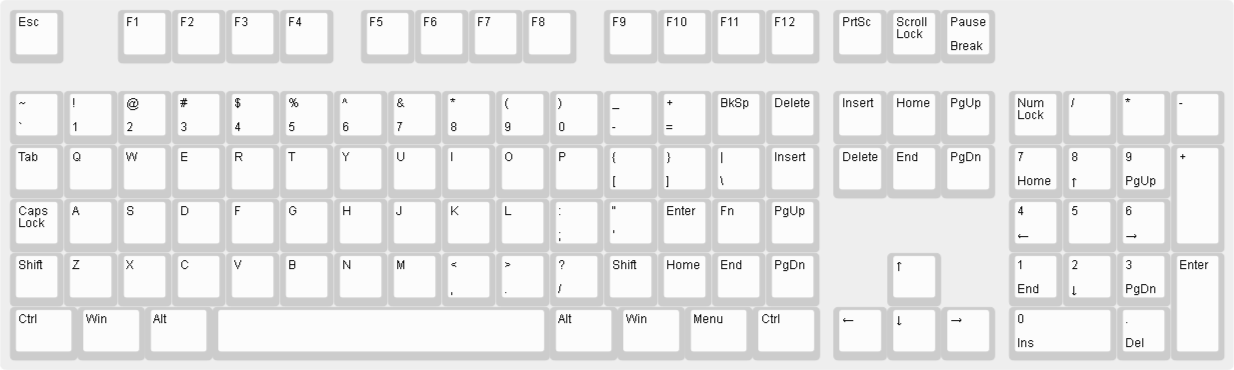 Esc F1 F2 F3 F4 F5 F6 F7 F8 F9 F10 F11 F12 PrtSc Scroll Lock Pause Break
~ ! @ # $ % ^ & * ( ) _ + BkSp Delete Insert Home PgUp Num Lock / * -
` 1 2 3 4 5 6 7 8 9 0 - =
Tab Q W E R T Y U I O P { } | Insert Delete End PgDn 7 8 9 +
[ ] \ Home ↑ PgUp
Caps Lock A S D F G H J K L : " Enter Fn PgUp 4 5 6
; ' ← →
Shift Z X C V B N M < > ? Shift Home End PgDn ↑ 1 2 3 Enter
, . / End ↓ PgDn
Ctrl Win Alt Alt Win Menu Ctrl ← ↓ → 0 .
Ins Del